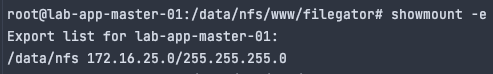 root@lab-app-master-01:/data/nfs/www/filegator# showmount -e
Export list for lab-app-master-01:
/data/nfs 172.16.25.0/255.255.255.0